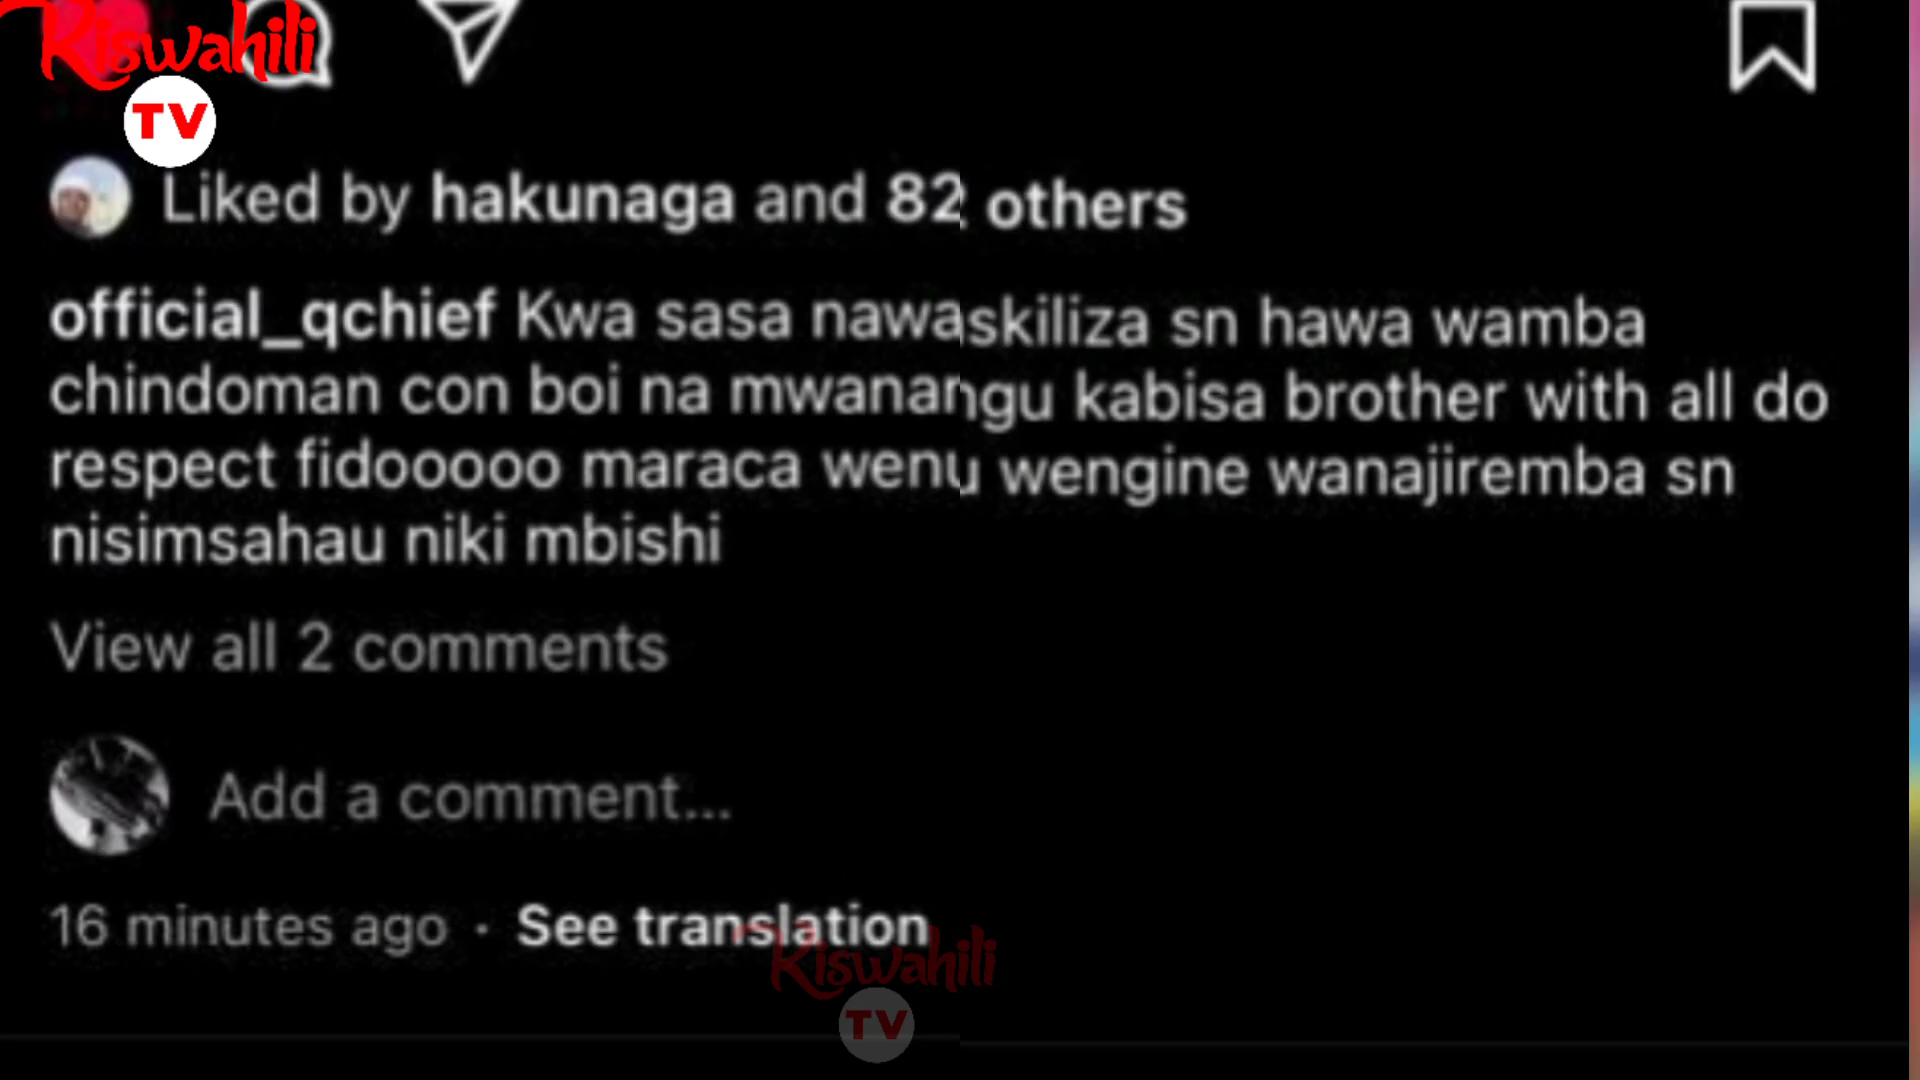 Kiswahili
TV
Liked by hakunaga and 82 others
official_qchief Kwa sasa nawaskiliza sn hawa wamba
chindoman con boi na mwanangu kabisa brother with all do
respect fidooooo maraca wenu wengine wanajiremba sn
nisimsahau niki mbishi
View all 2 comments
Add a comment...
16 minutes ago · See translation
Kiswahili
TV